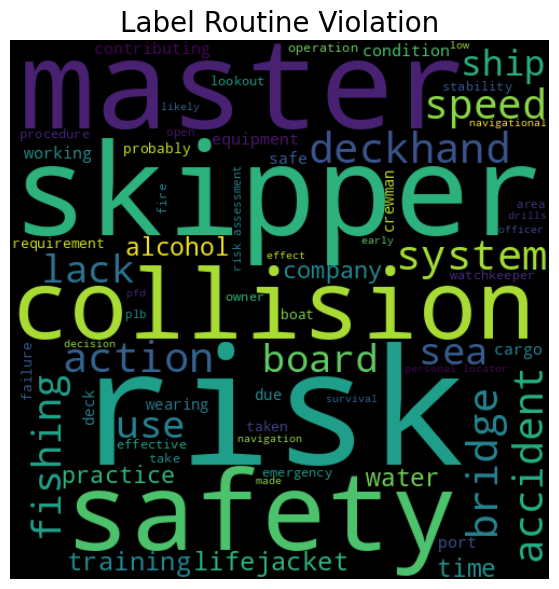 Label Routine Violation
contributing
operation
condition
low
master
ship
lookout
stability
likely
speed
navigational
procedure
open
equipment
deckhand
working
probably
safe
skipper
fire
risk assessment
crewman
area
drills
officer
requirement
alcohol
early
effect
system
lack
company
watchkeeper
collision
pfd
plb
owner
boat
decision
action
board
sea
cargo
failure
risk
personal locator
fishing
deck
use
wearing
due
survival
taken
effective
navigation
take
bridge
accident
practice
emergency
made
water
safety
training
lifejacket
port
time